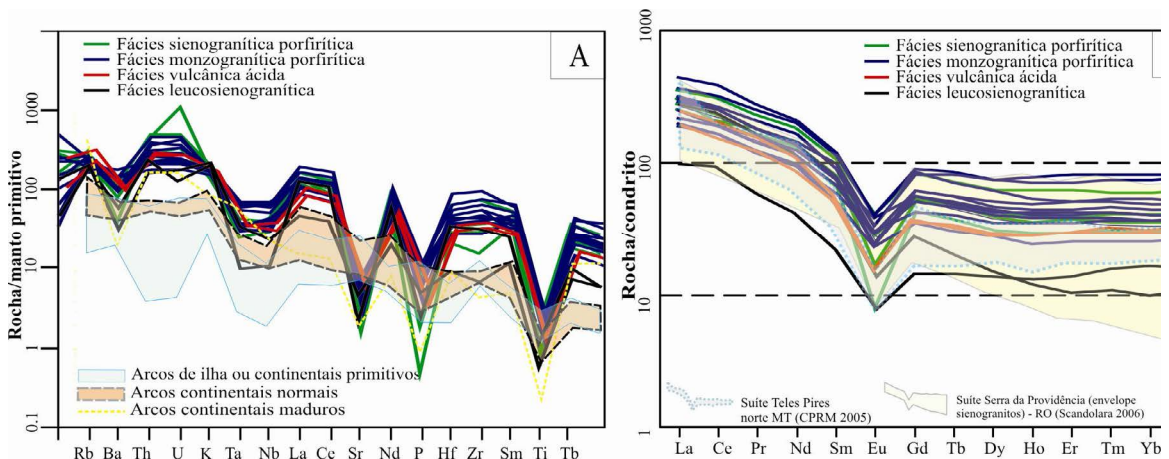 Fácies sienogranítica porfirítica
Fácies monzogranítica porfirítica
Fácies vulcânica ácida
Fácies leucosienogranítica
A
Rocha/manto primitivo
1000
100
10
1
0.1
Arcos de ilha ou continentais primitivos
Arcos continentais normais
Arcos continentais maduros
Rb Ba Th U K Ta Nb La Ce Sr Nd P Hf Zr Sm Ti Tb
Fácies sienogranítica porfirítica
Fácies monzogranítica porfirítica
Fácies vulcânica ácida
Fácies leucosienogranítica
Rocha/condrito
1000
100
10
1
Suíte Teles Pires
norte MT (CPRM 2005)
Suíte Serra da Providência (envelope
sienogranitos) - RO (Scandolara 2006)
La Ce Pr Nd Sm Eu Gd Tb Dy Ho Er Tm Yb